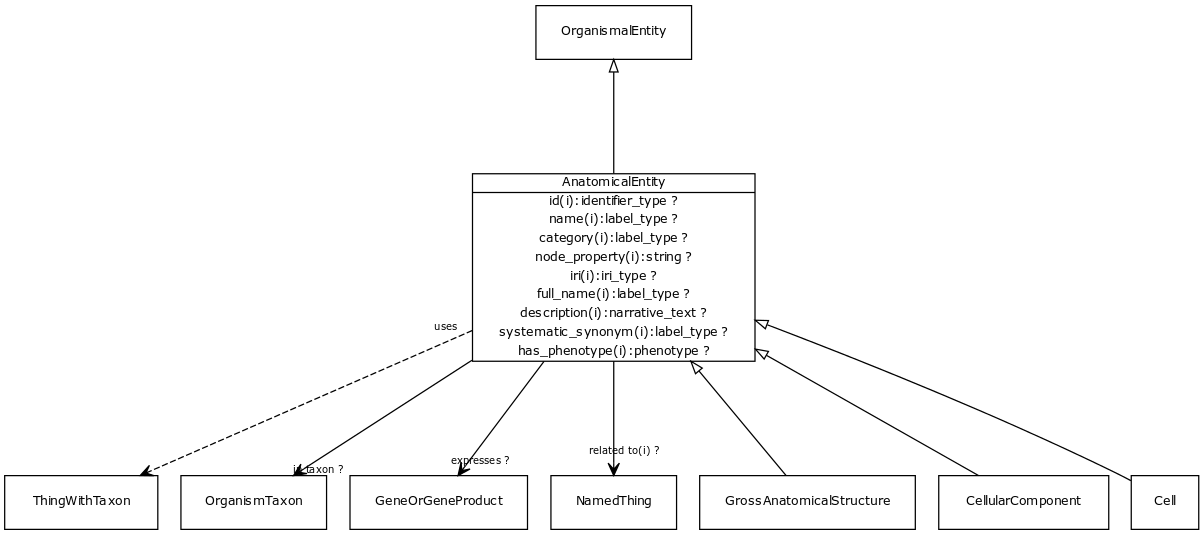 OrganismalEntity
AnatomicalEntity
id(i):identifier_type ?
name(i):label_type ?
category(i):label_type ?
node_property(i):string ?
iri(i):iri_type ?
full_name(i):label_type ?
description(i):narrative_text ?
systematic_synonym(i):label_type ?
has_phenotype(i):phenotype ?
uses
in taxon ?
expresses ?
related to(i) ?
ThingWithTaxon
OrganismTaxon
GeneOrGeneProduct
NamedThing
GrossAnatomicalStructure
CellularComponent
Cell